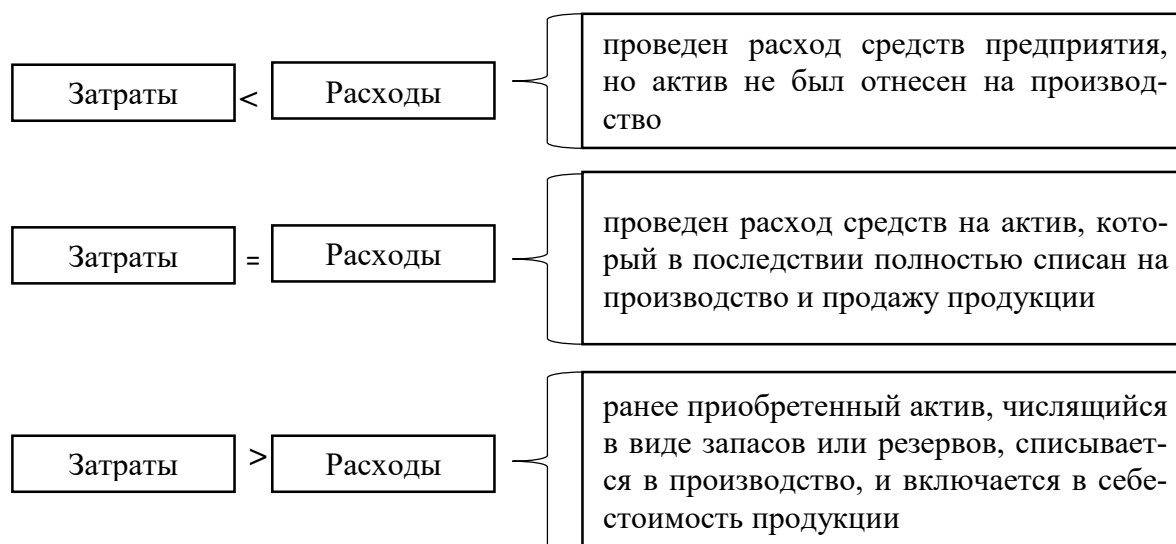 проведен расход средств предприятия,
Затраты < Расходы
но актив не был отнесен на производ-
ство
проведен расход средств на актив, кото-
Затраты = Расходы
рый в последствии полностью списан на
производство и продажу продукции
ранее приобретенный актив, числящийся
в виде запасов или резервов, списывает-
Затраты > Расходы
ся в производство, и включается в себе-
стоимость продукции